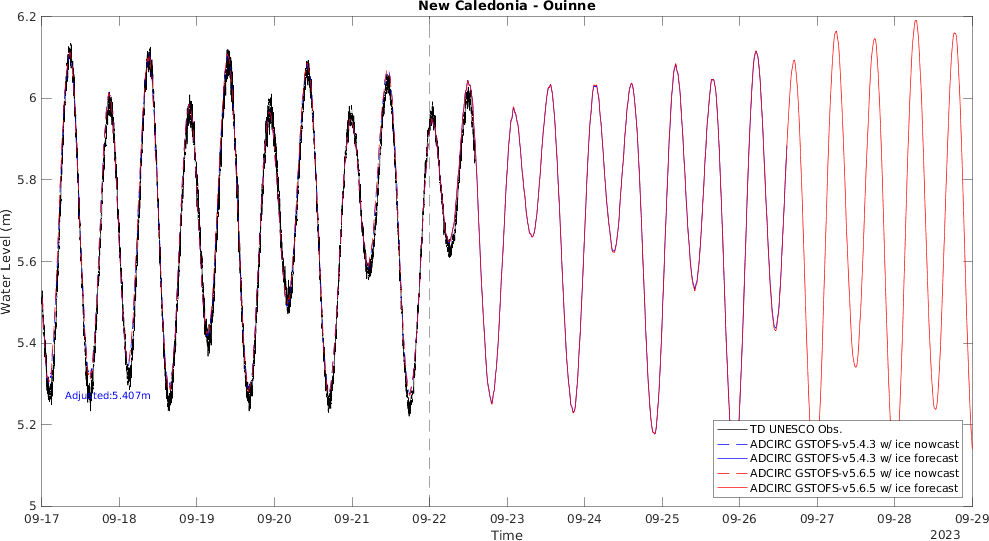 New Caledonia - Ouinne
Water Level (m)
6.2
6
5.8
5.6
5.4
5.2
5
Adjusted:5.407m
TD UNESCO Obs.
ADCIRC GSTOFS-v5.4.3 w/ ice nowcast
ADCIRC GSTOFS-v5.4.3 w/ ice forecast
ADCIRC GSTOFS-v5.6.5 w/ ice nowcast
ADCIRC GSTOFS-v5.6.5 w/ ice forecast
09-17 09-18 09-19 09-20 09-21 09-22 09-23 09-24 09-25 09-26 09-27 09-28 09-29
Time
2023